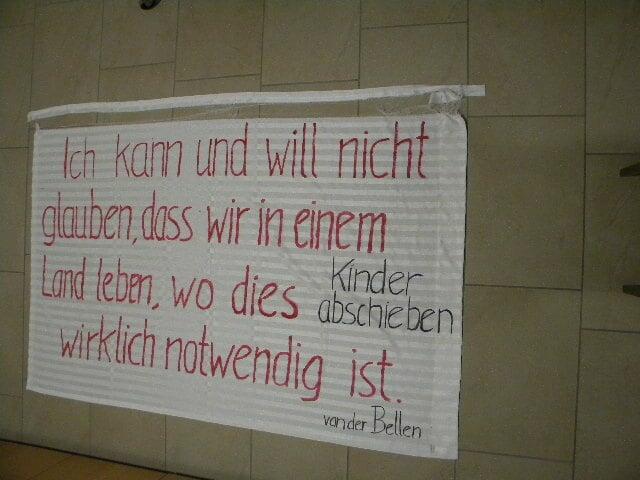 Ich kann und will nicht
glauben, dass wir in einem
Land leben, wo dies Kinder
abschieben
wirklich notwendig ist.
van der Bellen